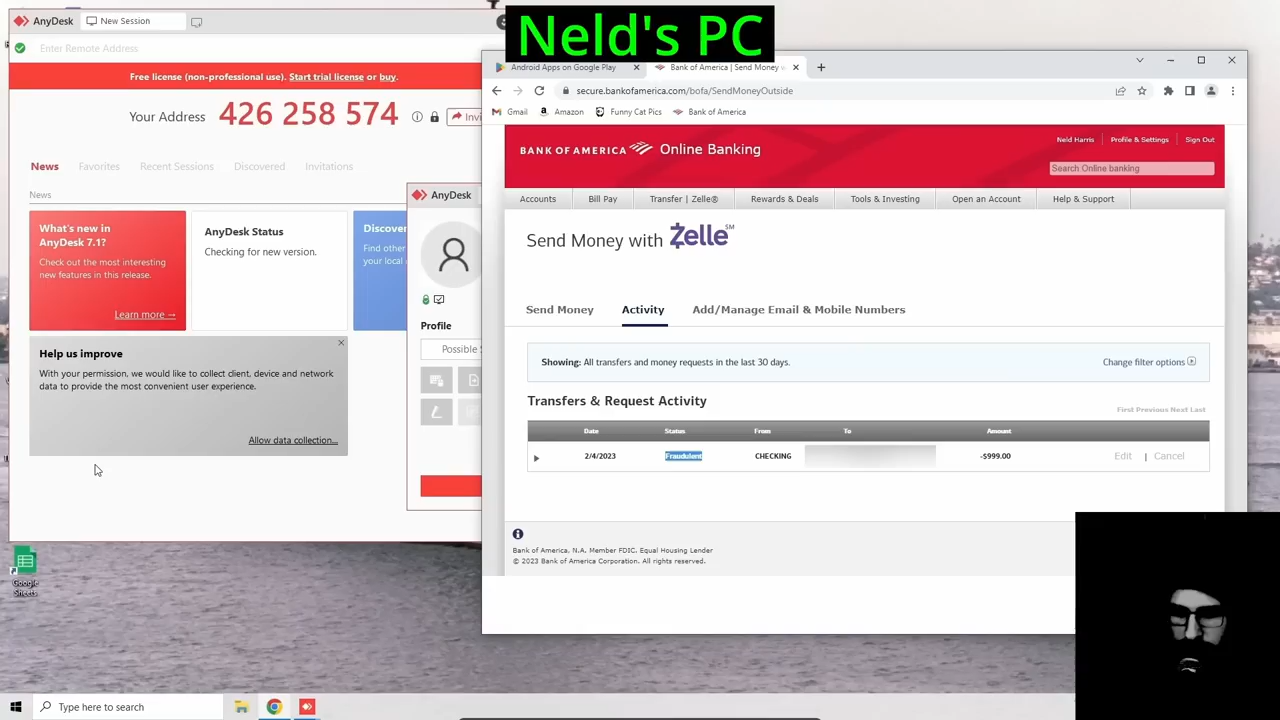 Neld's PC
AnyDesk
New Session
Enter Remote Address
Free license (non-professional use). Start trial license or buy.
Your Address 426 258 574
Invi
News Favorites Recent Sessions Discovered Invitations
News
What's new in
AnyDesk 7.1?
Check out the most interesting
new features in this release.
Learn more →
AnyDesk Status
Checking for new version.
Discover
Find other
your local
Help us improve
With your permission, we would like to collect client, device and network
data to provide the most convenient user experience.
Allow data collection...
AnyDesk
Profile
Possible S
Android Apps on Google Play
Bank of America | Send Money w
secure.bankofamerica.com/bofa/SendMoneyOutside
Gmail Amazon Funny Cat Pics Bank of America
BANK OF AMERICA Online Banking
Neld Harris Profile & Settings Sign Out
Search Online banking
Accounts Bill Pay Transfer | Zelle® Rewards & Deals Tools & Investing Open an Account Help & Support
Send Money with Zelle℠
Send Money Activity Add/Manage Email & Mobile Numbers
Showing: All transfers and money requests in the last 30 days.
Change filter options
Transfers & Request Activity
First Previous Next Last
Date Status From To Amount
2/4/2023 Fraudulent CHECKING -$999.00 Edit | Cancel
Bank of America, N.A. Member FDIC. Equal Housing Lender
© 2023 Bank of America Corporation. All rights reserved.
Google
Sheets
Type here to search